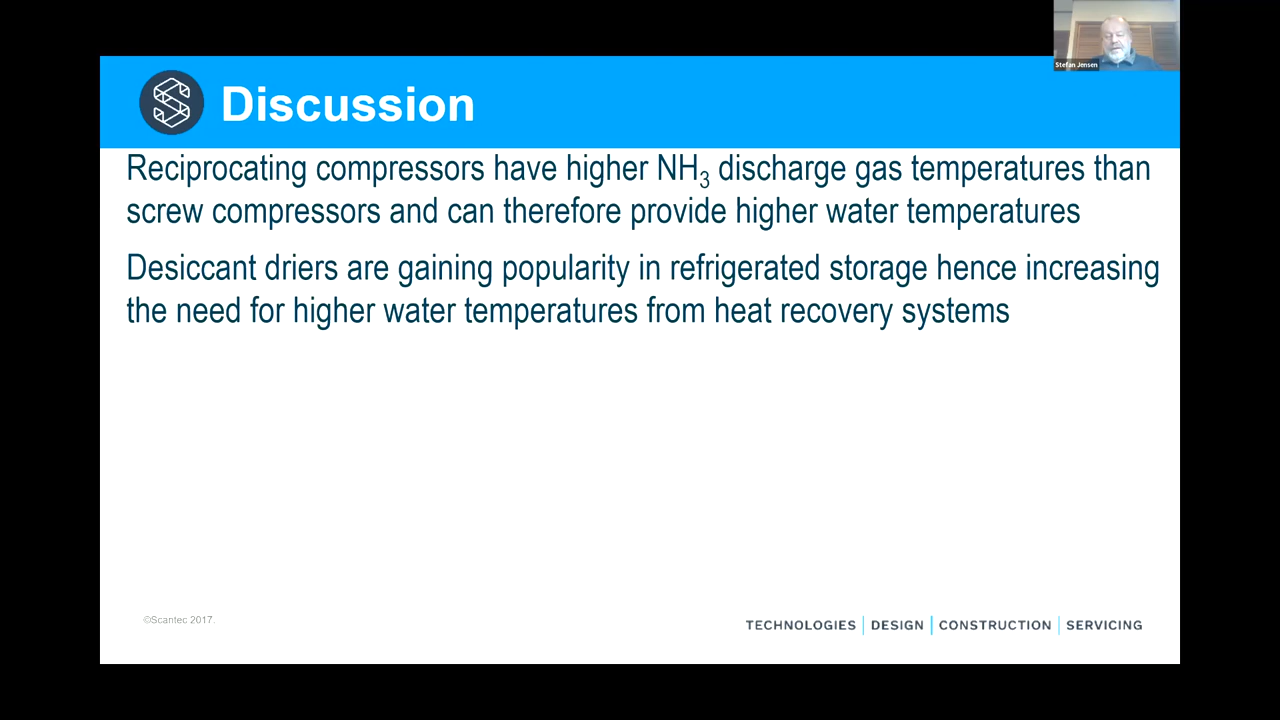 Stefan Jensen
Discussion
Reciprocating compressors have higher NH₃ discharge gas temperatures than
screw compressors and can therefore provide higher water temperatures
Desiccant driers are gaining popularity in refrigerated storage hence increasing
the need for higher water temperatures from heat recovery systems
©Scantec 2017.
TECHNOLOGIES | DESIGN | CONSTRUCTION | SERVICING